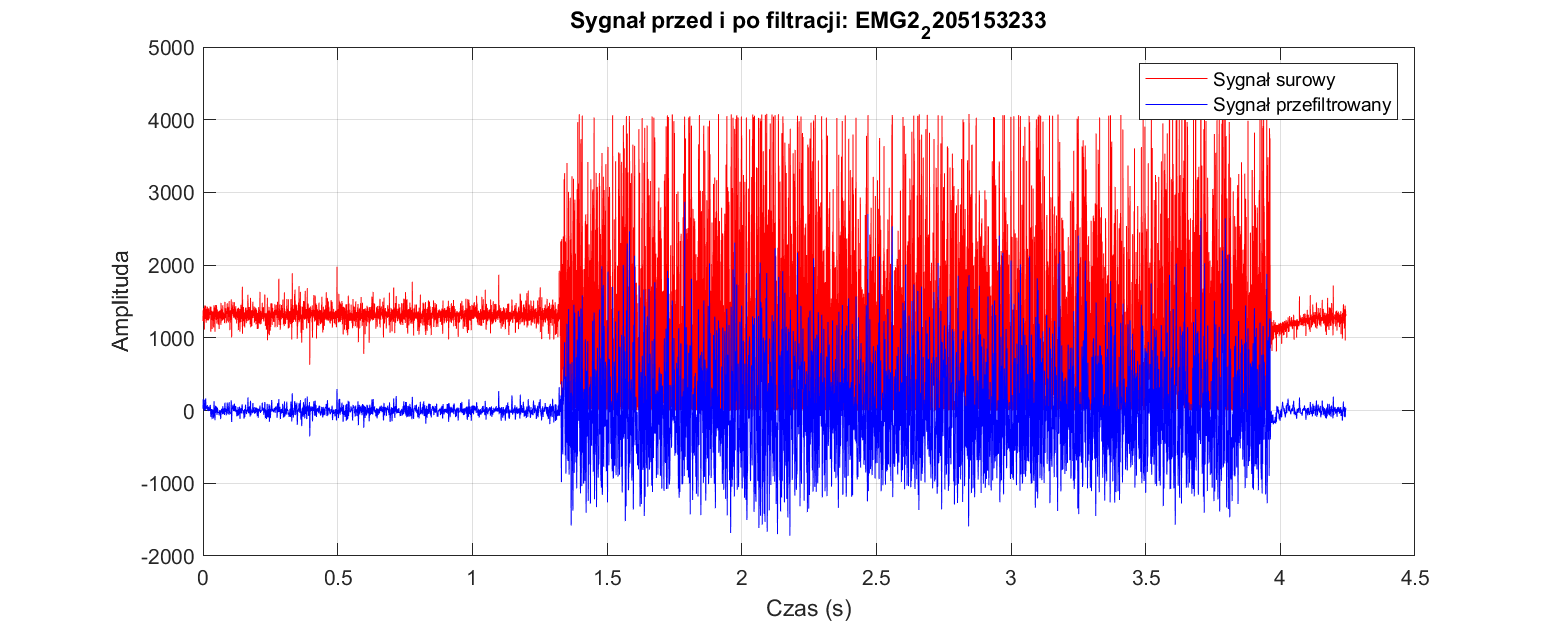 Sygnał przed i po filtracji: EMG2₂205153233
5000
4000
3000
2000
1000
0
-1000
-2000
Amplituda
Sygnał surowy
Sygnał przefiltrowany
0 0.5 1 1.5 2 2.5 3 3.5 4 4.5
Czas (s)